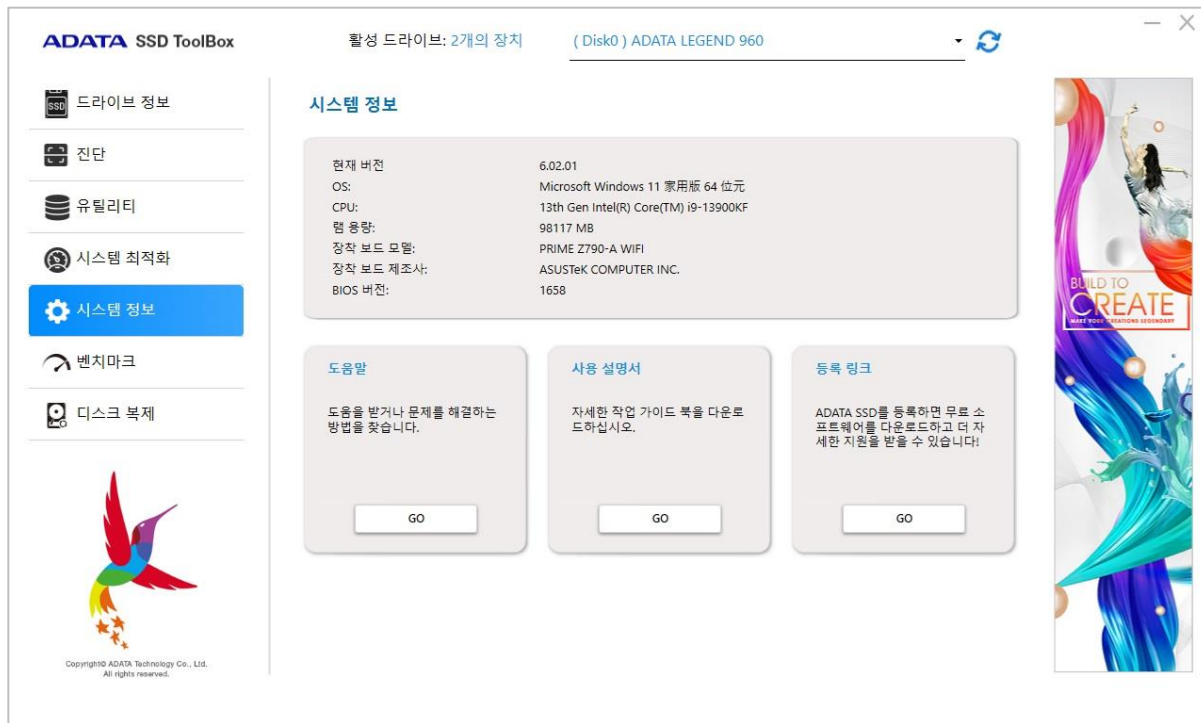 ADATA SSD ToolBox
활성 드라이브: 2개의 장치
( Disk0 ) ADATA LEGEND 960
SSD
드라이브 정보
진단
유틸리티
시스템 최적화
시스템 정보
벤치마크
디스크 복제
Copyright© ADATA Technology Co., Ltd.
All rights reserved.
시스템 정보
현재 버전 6.02.01
OS: Microsoft Windows 11 家用版 64 位元
CPU: 13th Gen Intel(R) Core(TM) i9-13900KF
램 용량: 98117 MB
장착 보드 모델: PRIME Z790-A WIFI
장착 보드 제조사: ASUSTeK COMPUTER INC.
BIOS 버전: 1658
도움말
도움을 받거나 문제를 해결하는
방법을 찾습니다.
GO
사용 설명서
자세한 작업 가이드 북을 다운로
드하십시오.
GO
등록 링크
ADATA SSD를 등록하면 무료 소
프트웨어를 다운로드하고 더 자
세한 지원을 받을 수 있습니다!
GO
BUILD TO
CREATE
MAKE YOUR CREATIONS LEGENDARY